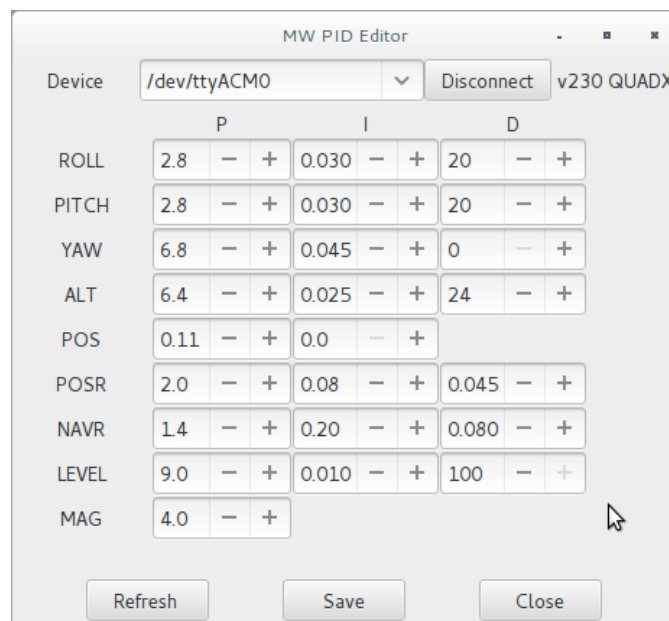 MW PID Editor
Device /dev/ttyACM0 Disconnect v230 QUADX
P I D
ROLL 2.8 − + 0.030 − + 20 − +
PITCH 2.8 − + 0.030 − + 20 − +
YAW 6.8 − + 0.045 − + 0 − +
ALT 6.4 − + 0.025 − + 24 − +
POS 0.11 − + 0.0 − +
POSR 2.0 − + 0.08 − + 0.045 − +
NAVR 1.4 − + 0.20 − + 0.080 − +
LEVEL 9.0 − + 0.010 − + 100 − +
MAG 4.0 − +
Refresh Save Close